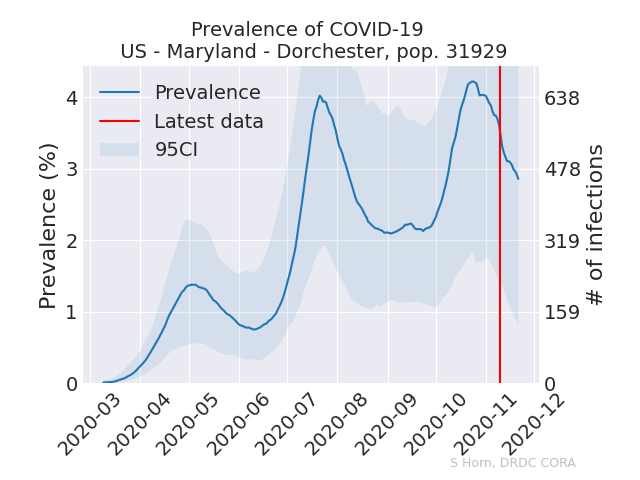 Prevalence of COVID-19
US - Maryland - Dorchester, pop. 31929
Prevalence
Latest data
95CI
Prevalence (%)
4
3
2
1
0
638
478
319
159
0
# of infections
2020-03
2020-04
2020-05
2020-06
2020-07
2020-08
2020-09
2020-10
2020-11
2020-12
S Horn, DRDC CORA